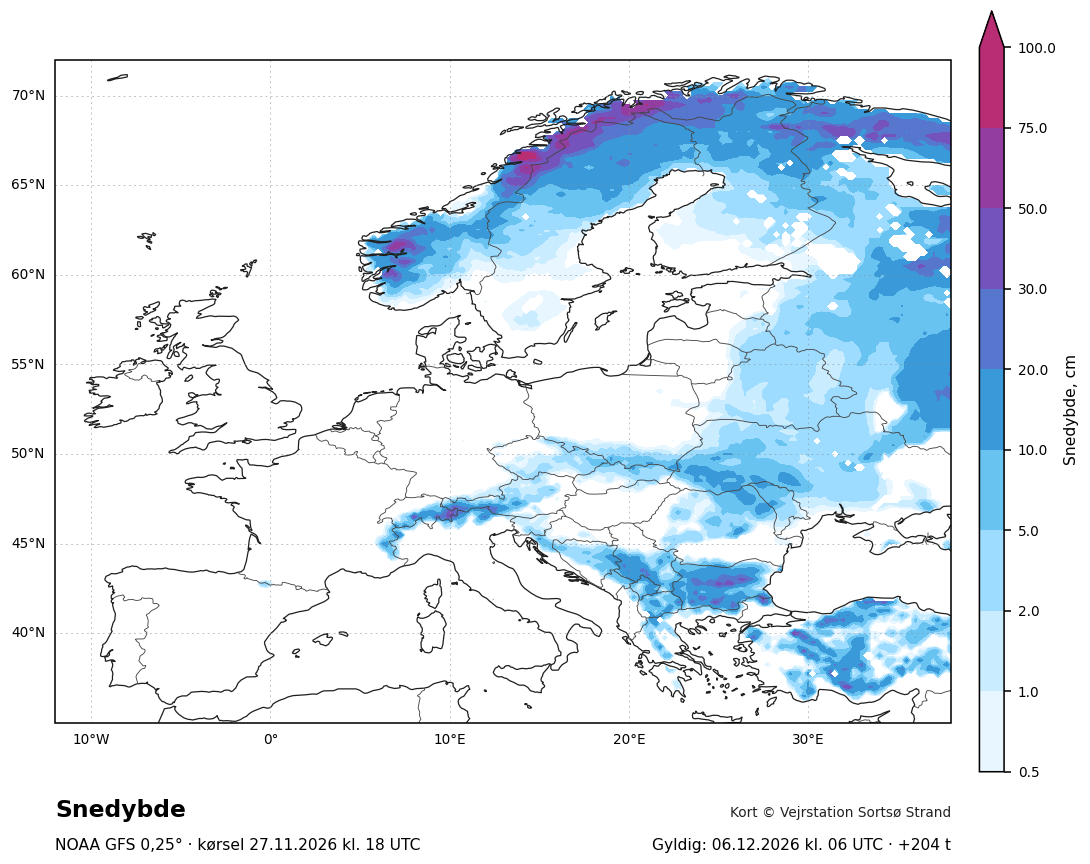 70°N
65°N
60°N
55°N
50°N
45°N
40°N
10°W
0°
10°E
20°E
30°E
100.0
75.0
50.0
30.0
20.0
10.0
5.0
2.0
1.0
0.5
Snedybde, cm
Snedybde
Kort © Vejrstation Sortsø Strand
NOAA GFS 0,25° · kørsel 27.11.2026 kl. 18 UTC
Gyldig: 06.12.2026 kl. 06 UTC · +204 t